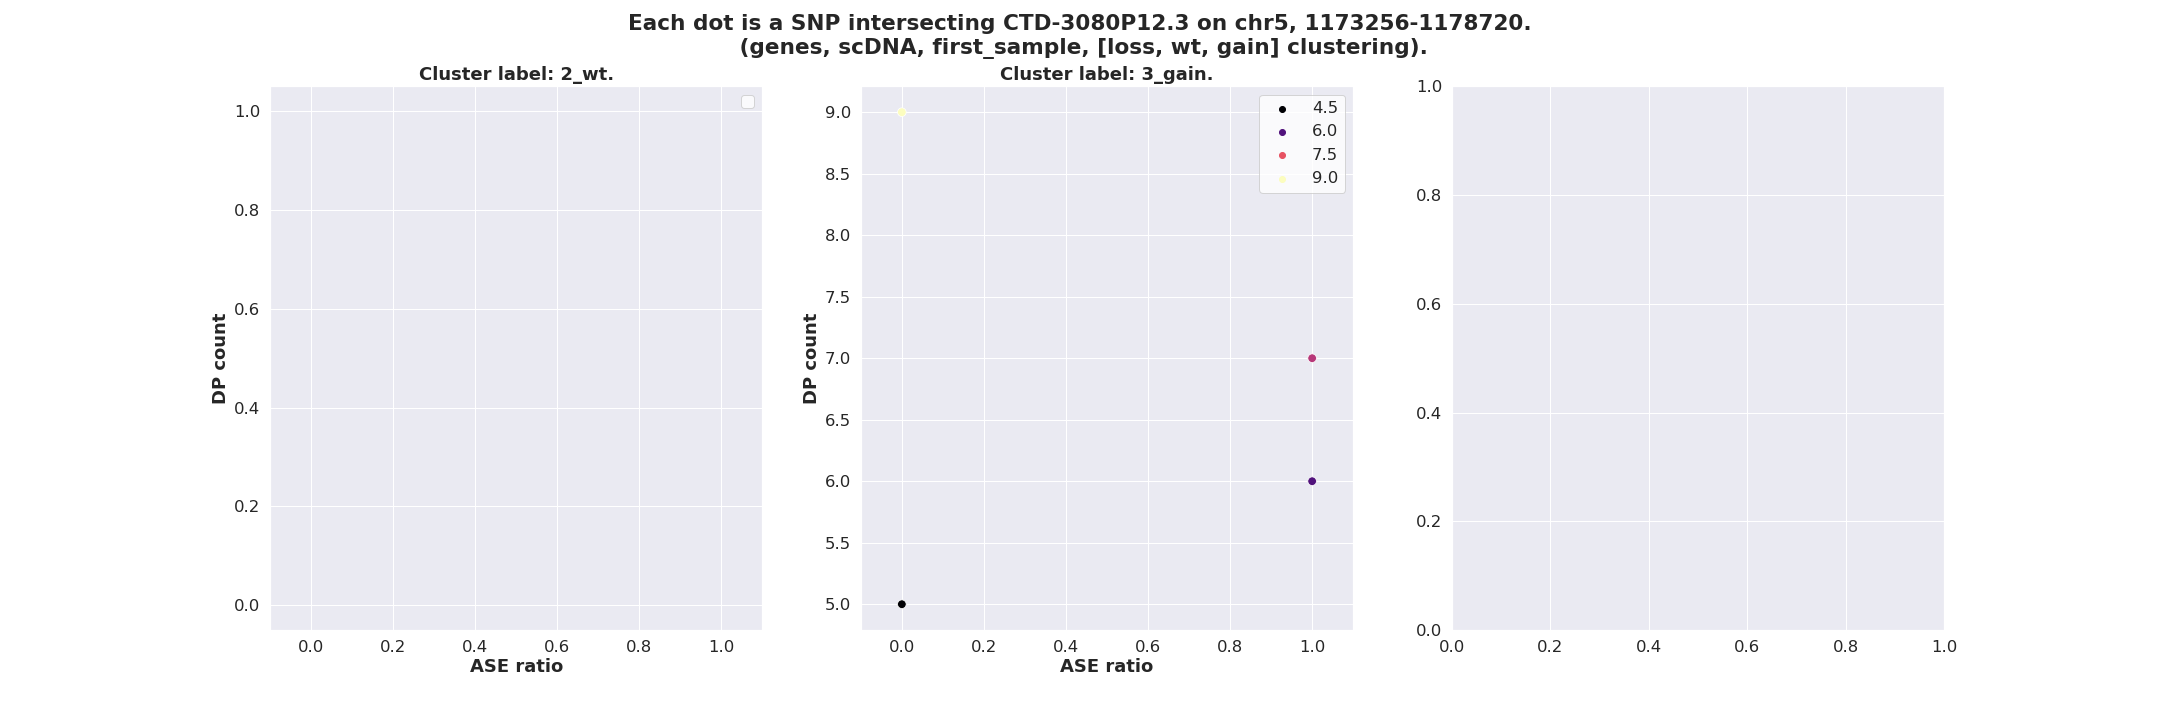 Each dot is a SNP intersecting CTD-3080P12.3 on chr5, 1173256-1178720.
(genes, scDNA, first_sample, [loss, wt, gain] clustering).
Cluster label: 2_wt.
DP count
1.0
0.8
0.6
0.4
0.2
0.0
0.0 0.2 0.4 0.6 0.8 1.0
ASE ratio
Cluster label: 3_gain.
DP count
9.0
8.5
8.0
7.5
7.0
6.5
6.0
5.5
5.0
4.5
6.0
7.5
9.0
0.0 0.2 0.4 0.6 0.8 1.0
ASE ratio
1.0
0.8
0.6
0.4
0.2
0.0
0.0 0.2 0.4 0.6 0.8 1.0